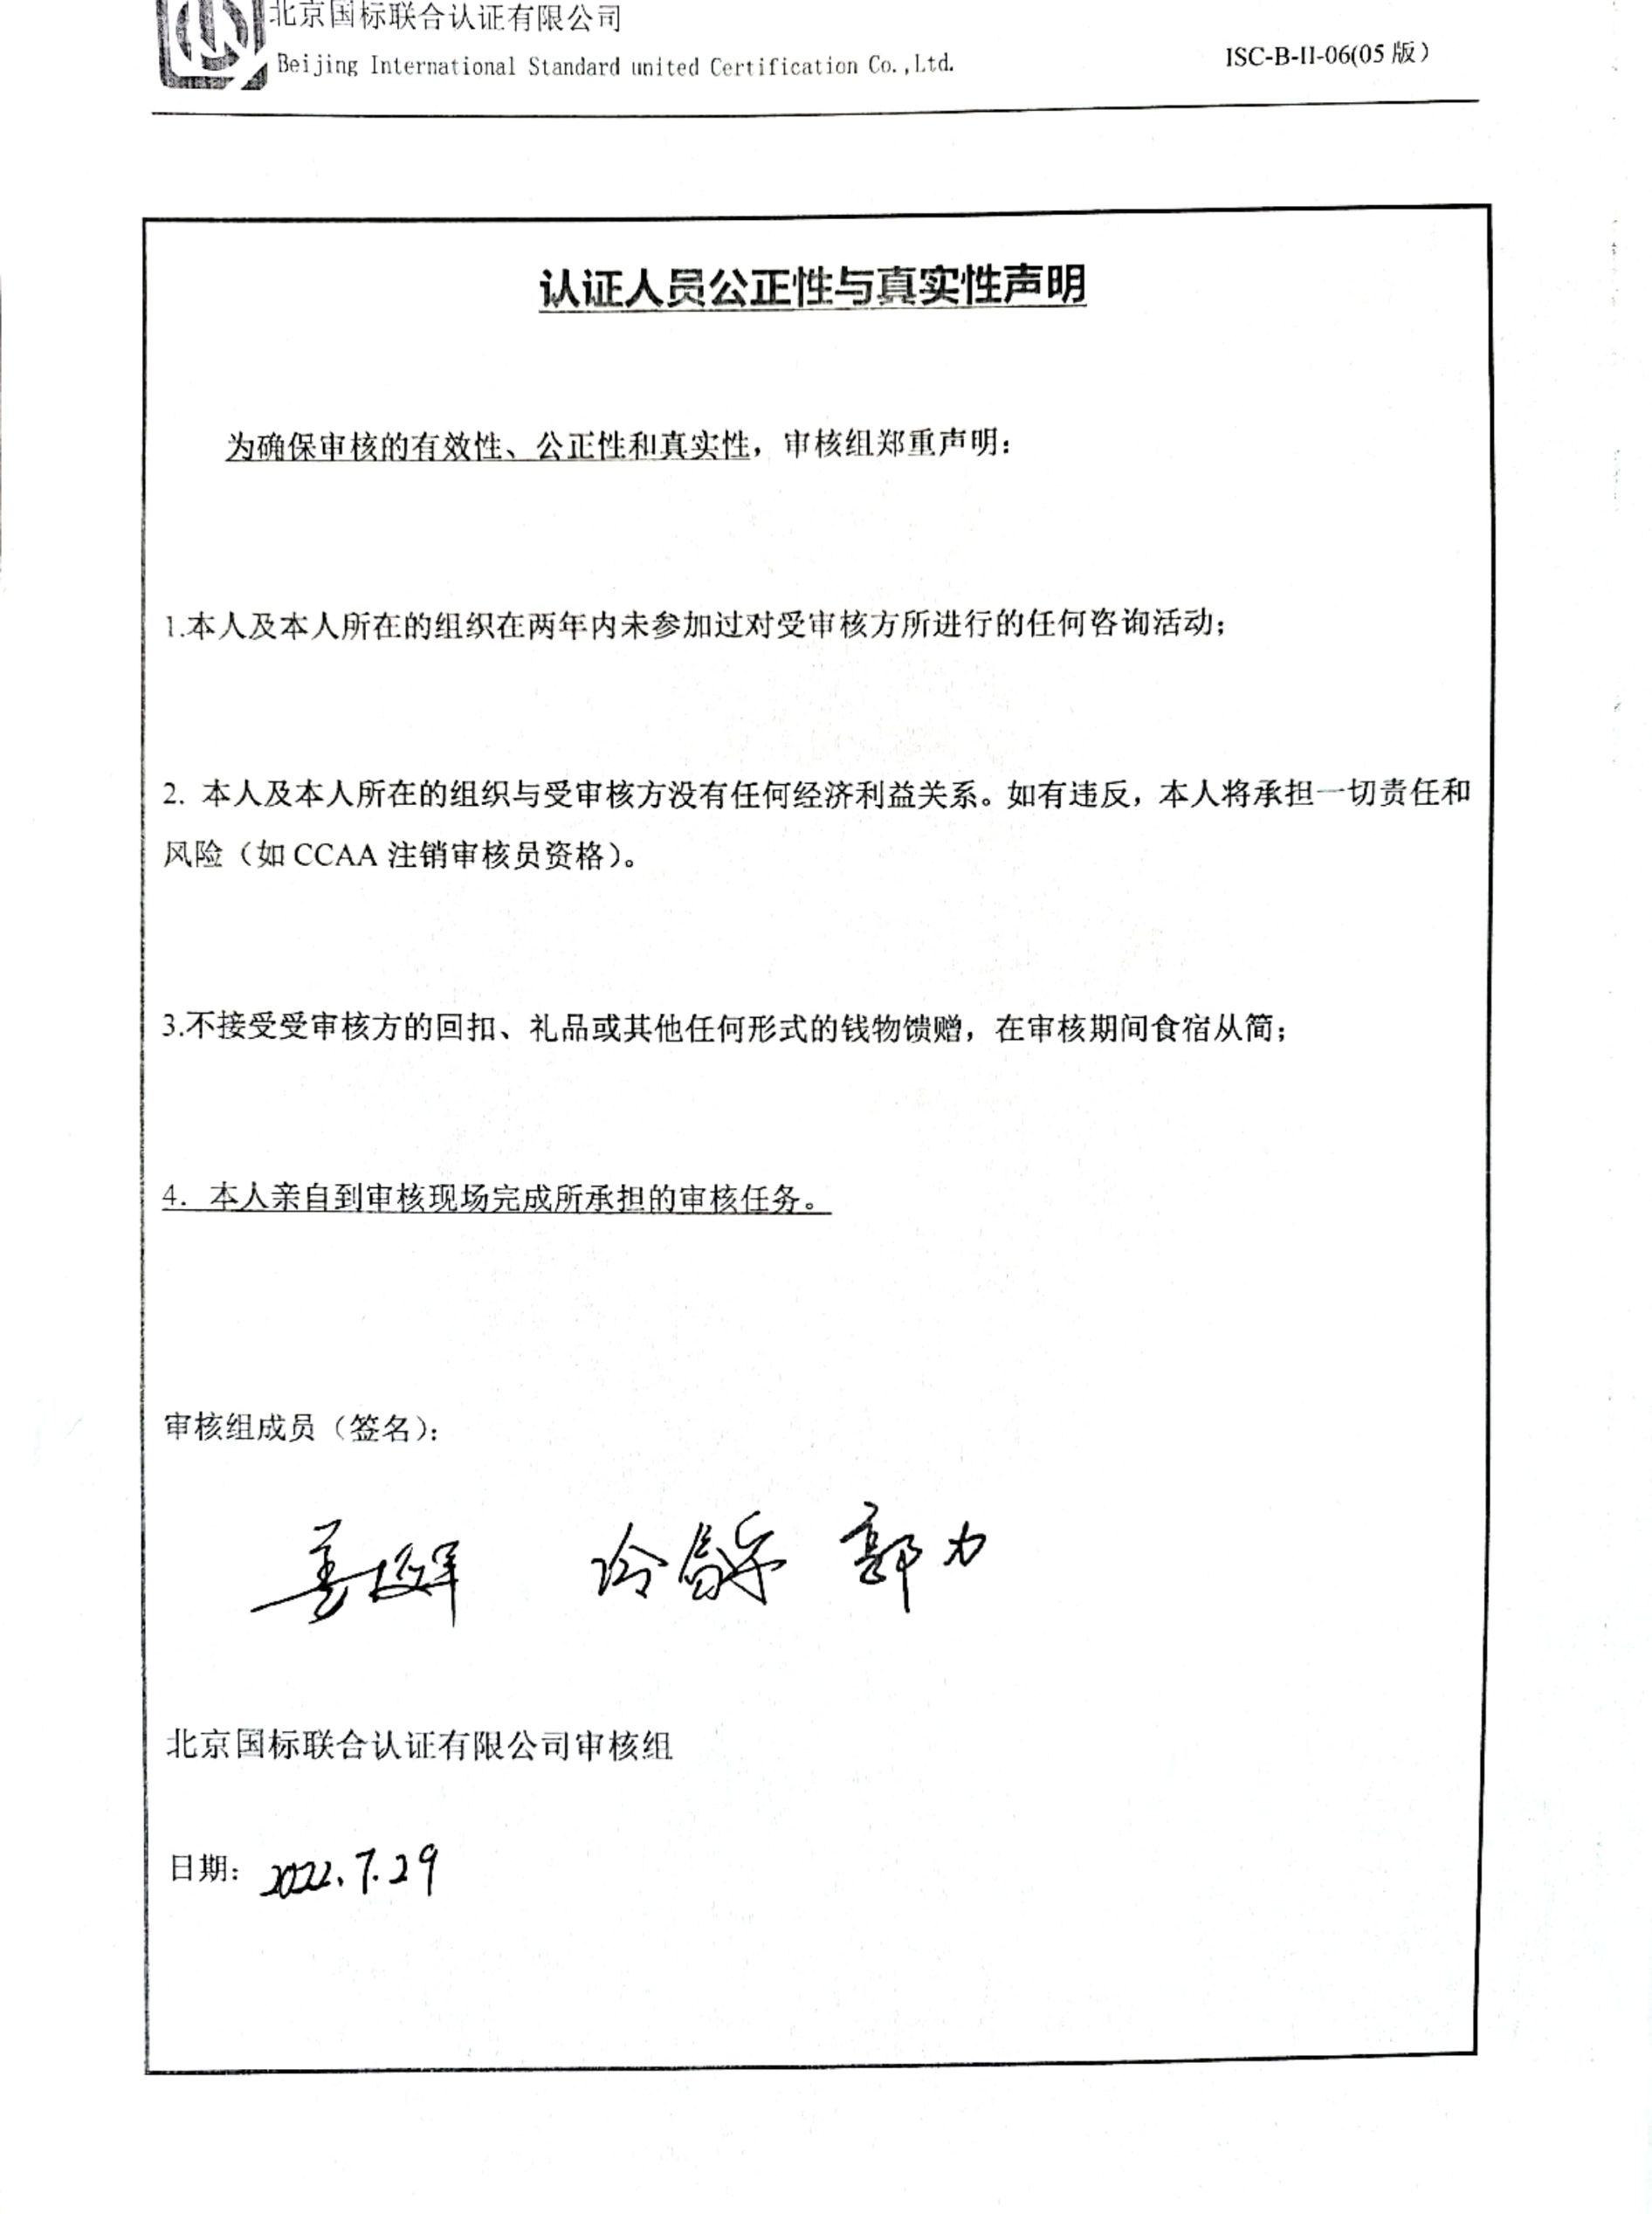 北京国标联合认证有限公司
Beijing International Standard united Certification Co.,Ltd.
ISC-B-II-06(05 版)
认证人员公正性与真实性声明
为确保审核的有效性、公正性和真实性，审核组郑重声明：
1.本人及本人所在的组织在两年内未参加过对受审核方所进行的任何咨询活动；
2. 本人及本人所在的组织与受审核方没有任何经济利益关系。如有违反，本人将承担一切责任和
风险（如 CCAA 注销审核员资格）。
3.不接受受审核方的回扣、礼品或其他任何形式的钱物馈赠，在审核期间食宿从简；
4. 本人亲自到审核现场完成所承担的审核任务。
审核组成员（签名）：
郭力
北京国标联合认证有限公司审核组
日期：2022.7.29